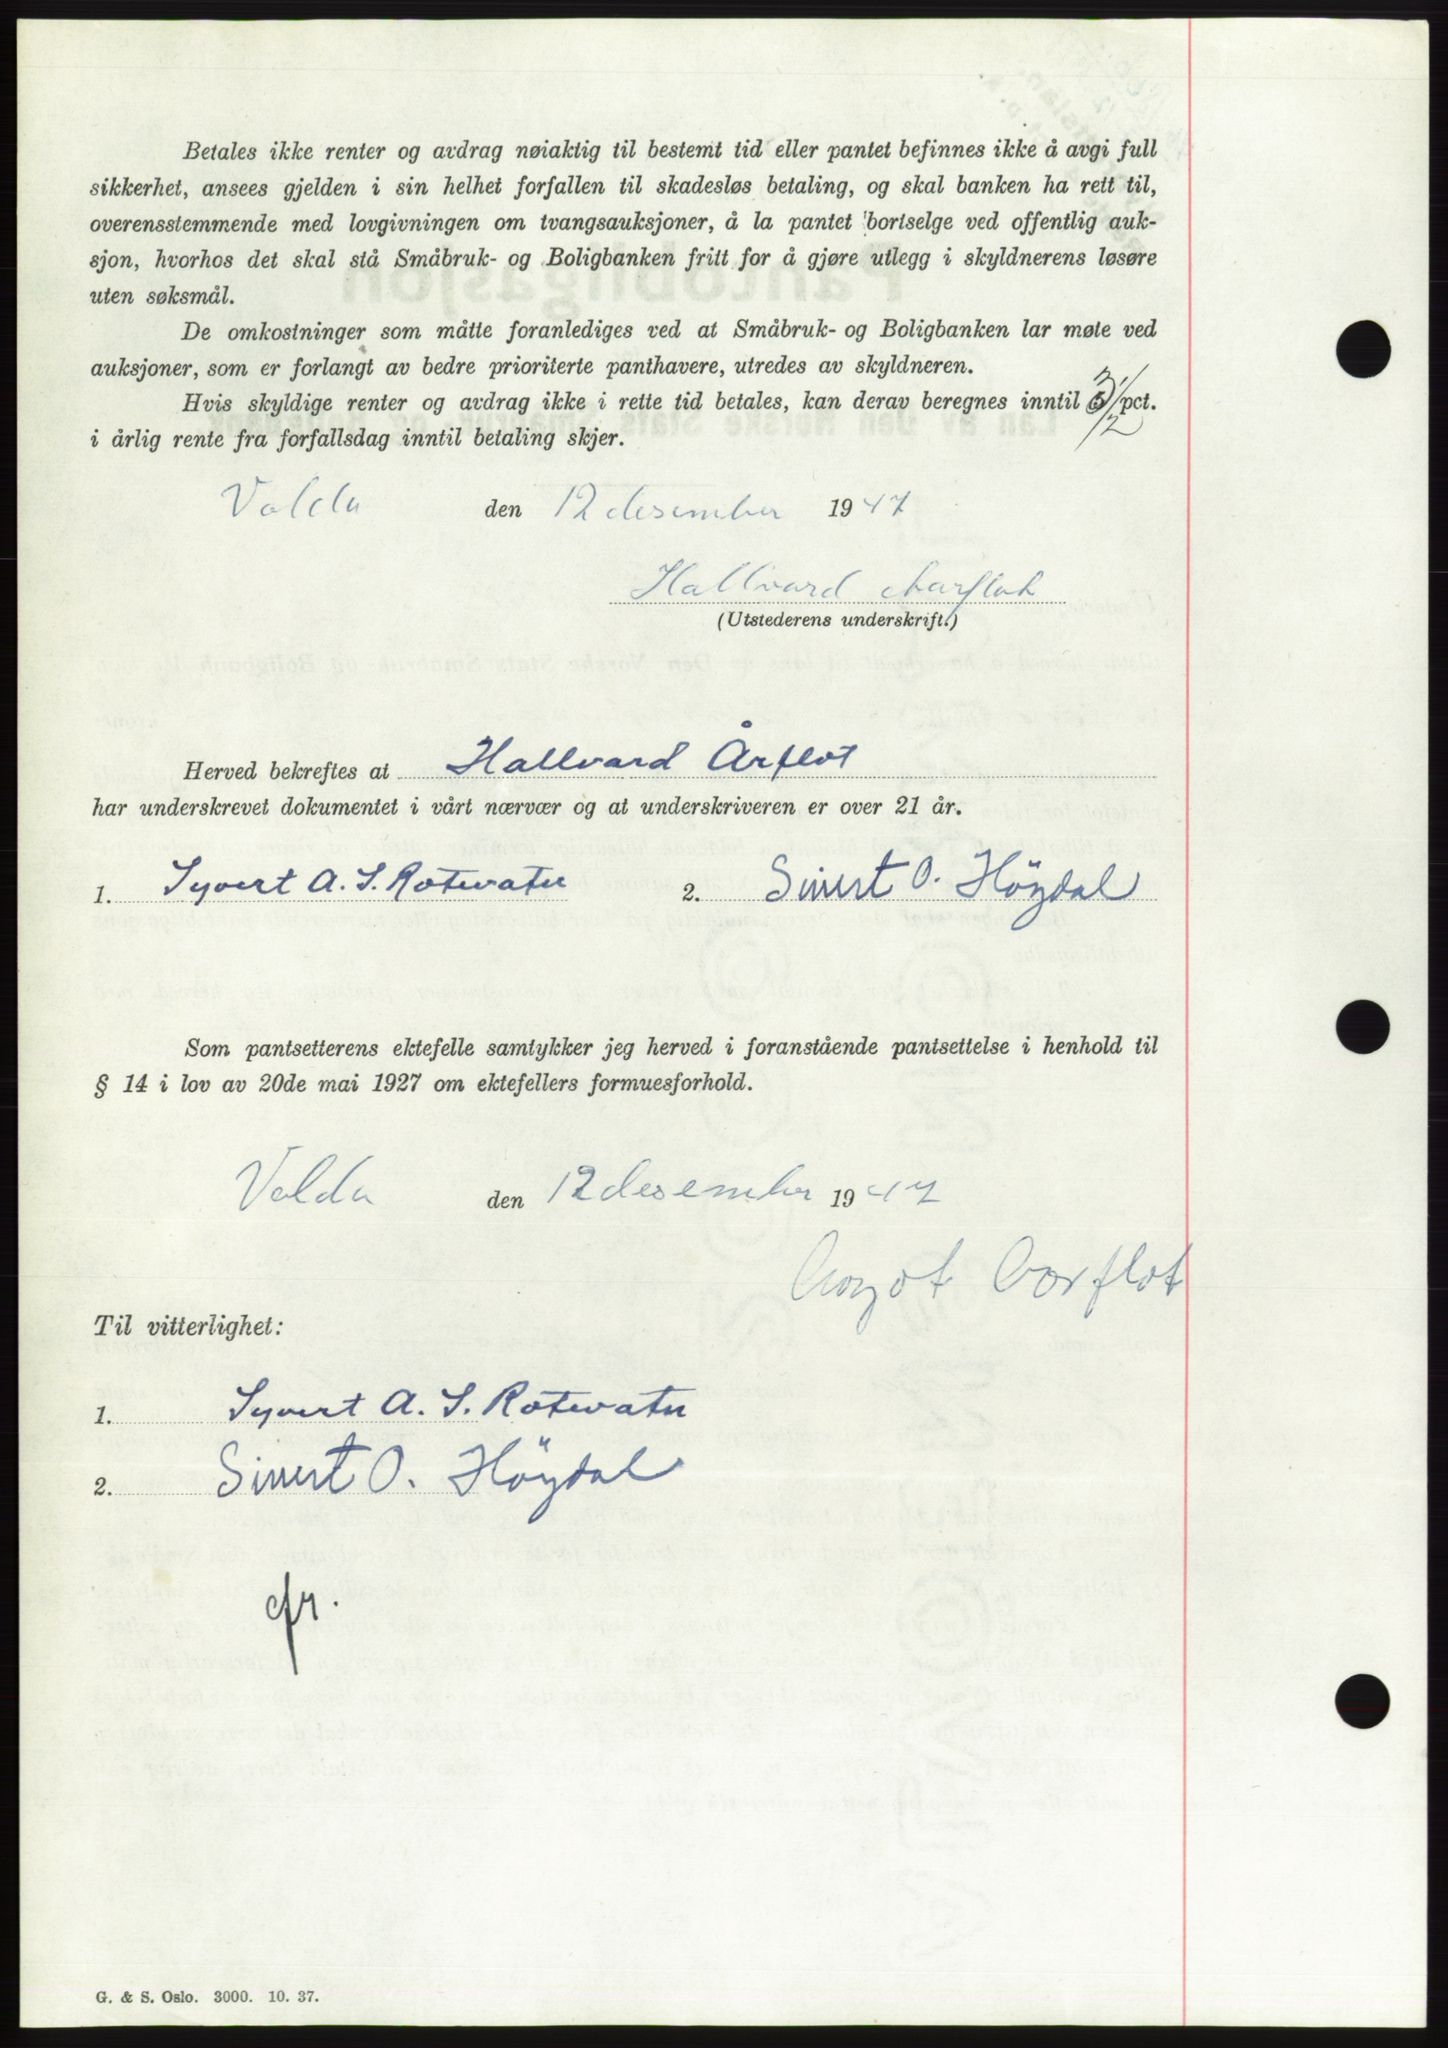 Betales ikke renter og avdrag nøiaktig til bestemt tid eller pantet befinnes ikke å avgi full
sikkerhet, ansees gjelden i sin helhet forfallen til skadesløs betaling, og skal banken ha rett til,
overensstemmende med lovgivningen om tvangsauksjoner, å la pantet bortselge ved offentlig auk-
sjon, hvorhos det skal stå Småbruk- og Boligbanken fritt for å gjøre utlegg i skyldnerens løsøre
uten søksmål.
De omkostninger som måtte foranlediges ved at Småbruk- og Boligbanken lar møte ved
auksjoner, som er forlangt av bedre prioriterte panthavere, utredes av skyldneren.
Hvis skyldige renter og avdrag ikke i rette tid betales, kan derav beregnes inntil 3 1/2 pct.
i årlig rente fra forfallsdag inntil betaling skjer.
Volda den 12 desember 1947
Hallvard Aarflot
(Utstederens underskrift.)
Herved bekreftes at Hallvard Årflot
har underskrevet dokumentet i vårt nærvær og at underskriveren er over 21 år.
1. Syvert A. S. Rotevatn 2. Sivert O. Höydal
Som pantsetterens ektefelle samtykker jeg herved i foranstående pantsettelse i henhold til
§ 14 i lov av 20de mai 1927 om ektefellers formuesforhold.
Volda den 12 desember 1947
Aarflot
Til vitterlighet:
1. Syvert A. S. Rotevatn
2. Sivert O. Höydal
cfr.
G. & S. Oslo. 3000. 10. 37.